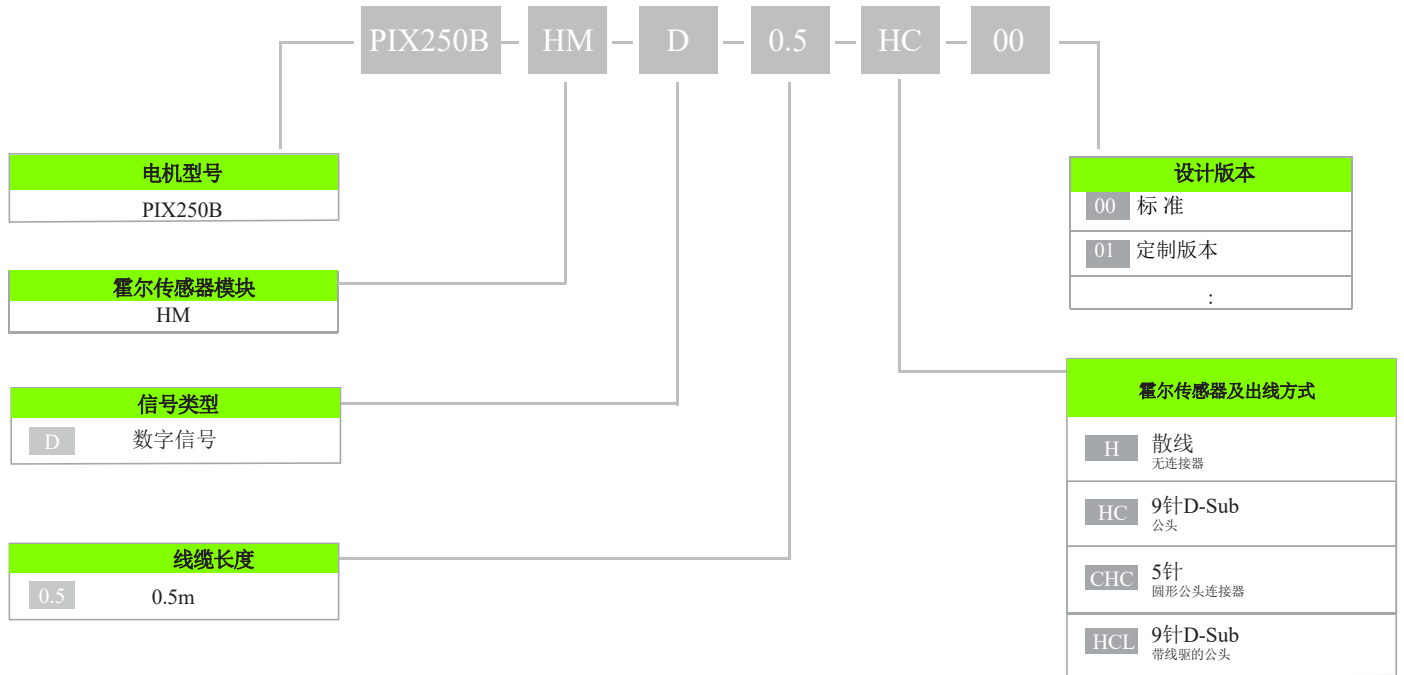 PIX250B HM D 0.5 HC 00
电机型号
PIX250B
霍尔传感器模块
HM
信号类型
D 数字信号
线缆长度
0.5 0.5m
设计版本
00 标 准
01 定制版本
:
霍尔传感器及出线方式
H 散线
无连接器
HC 9针D-Sub
公头
CHC 5针
圆形公头连接器
HCL 9针D-Sub
带线驱的公头